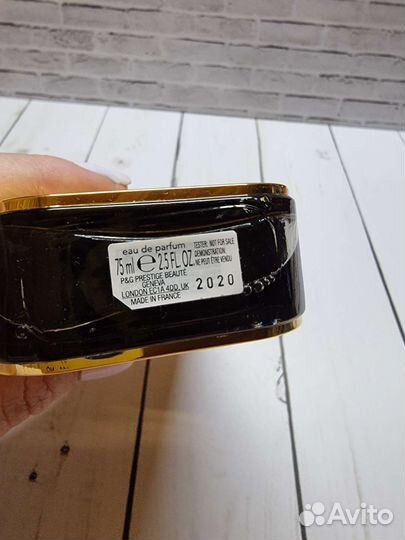 eau de parfum
75 ml e 2.5 FL.OZ.
P&G PRESTIGE BEAUTÉ
GENEVA
LONDON EC1A 4DD, UK
MADE IN FRANCE
TESTER: NOT FOR SALE
DEMONSTRATION:
NE PEUT ÊTRE VENDU
2020
Avito